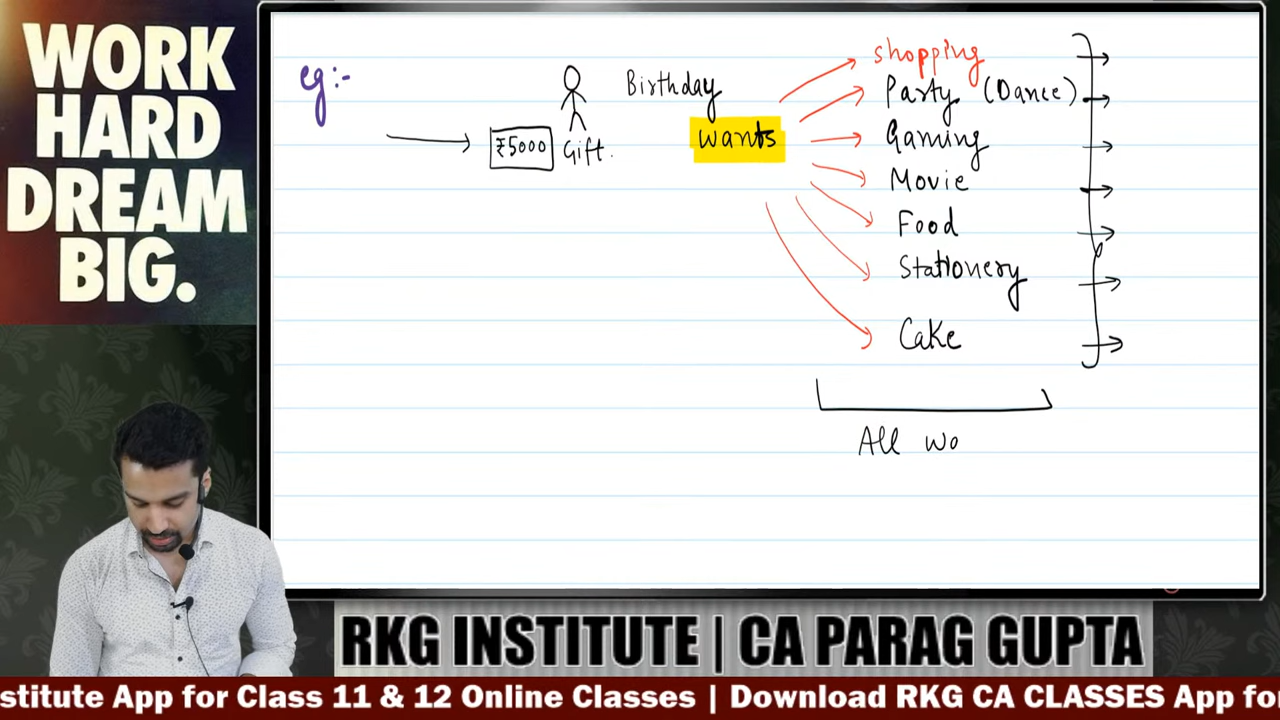 WORK
HARD
DREAM
BIG.
eg:-
₹5000
Gift.
Birthday
wants
shopping
Party (Dance)
Gaming
Movie
Food
Stationery
Cake
All wo
RKG INSTITUTE | CA PARAG GUPTA
stitute App for Class 11 & 12 Online Classes | Download RKG CA CLASSES App fo